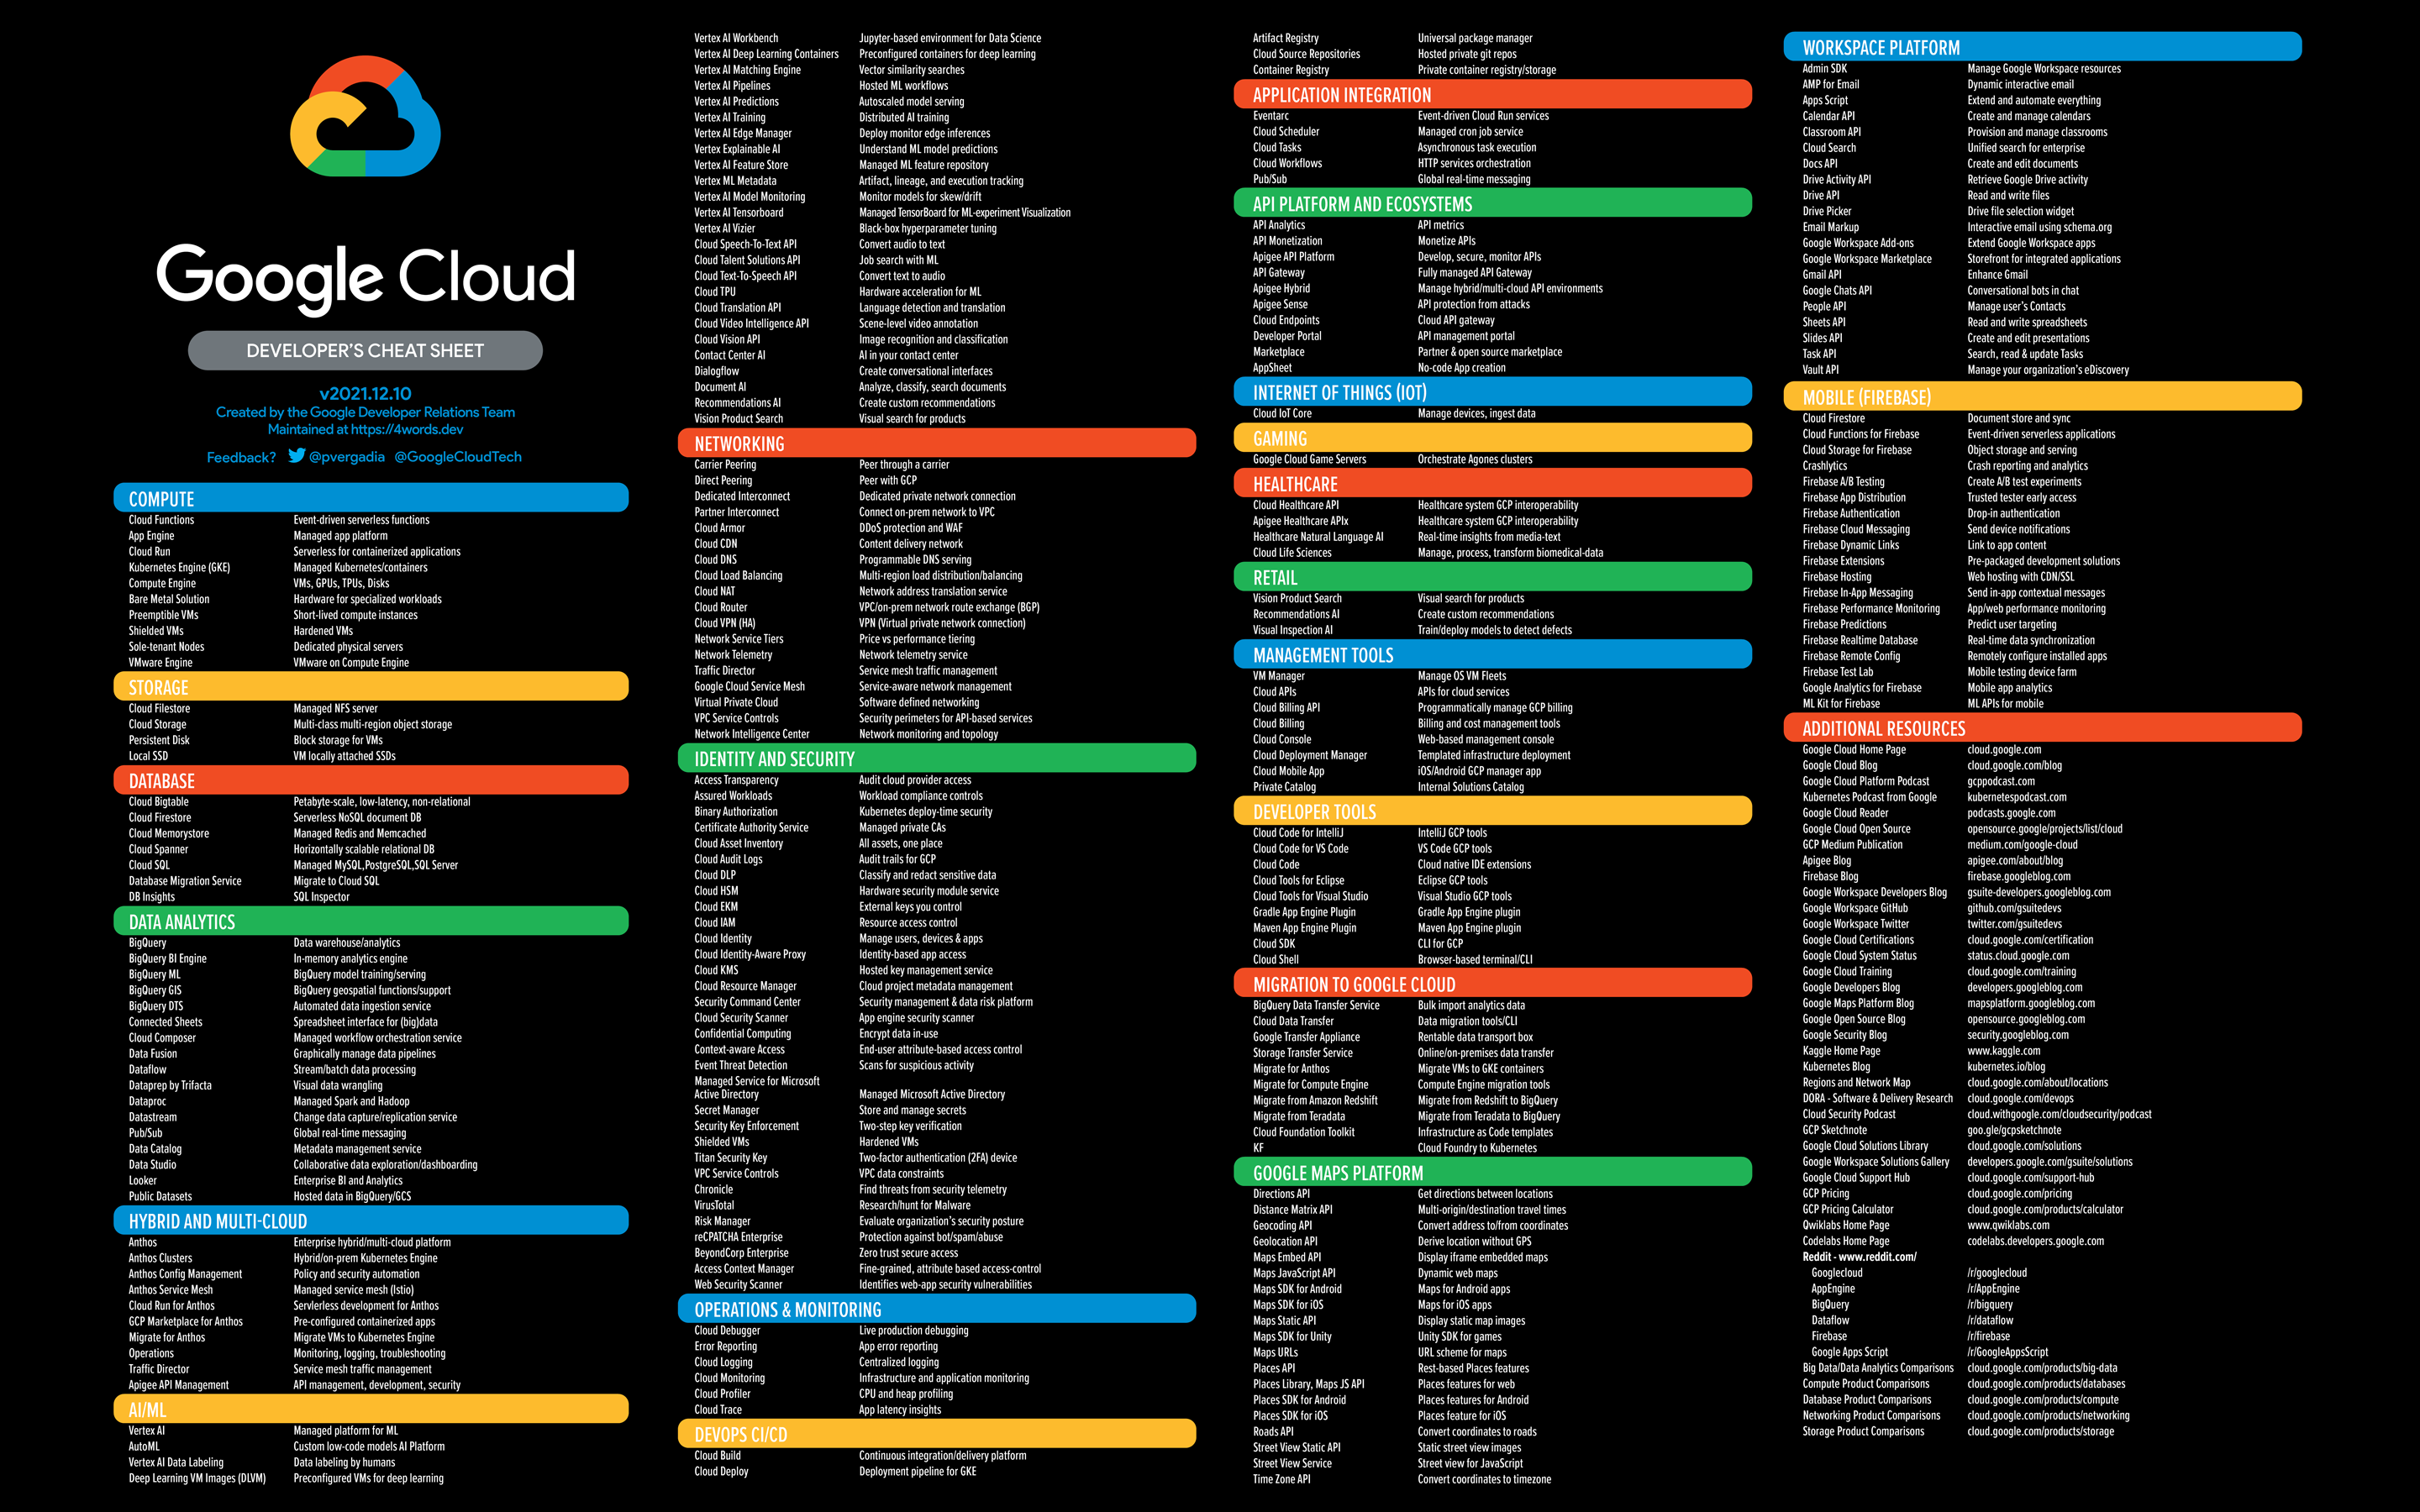 Google Cloud
DEVELOPER'S CHEAT SHEET
v2021.12.10
Created by the Google Developer Relations Team
Maintained at https://4words.dev
Feedback? @pvergadia @GoogleCloudTech
COMPUTE
Cloud Functions Event-driven serverless functions
App Engine Managed app platform
Cloud Run Serverless for containerized applications
Kubernetes Engine (GKE) Managed Kubernetes/containers
Compute Engine VMs, GPUs, TPUs, Disks
Bare Metal Solution Hardware for specialized workloads
Preemptible VMs Short-lived compute instances
Shielded VMs Hardened VMs
Sole-tenant Nodes Dedicated physical servers
VMware Engine VMware on Compute Engine
STORAGE
Cloud Filestore Managed NFS server
Cloud Storage Multi-class multi-region object storage
Persistent Disk Block storage for VMs
Local SSD VM locally attached SSDs
DATABASE
Cloud Bigtable Petabyte-scale, low-latency, non-relational
Cloud Firestore Serverless NoSQL document DB
Cloud Memorystore Managed Redis and Memcached
Cloud Spanner Horizontally scalable relational DB
Cloud SQL Managed MySQL,PostgreSQL,SQL Server
Database Migration Service Migrate to Cloud SQL
DB Insights SQL Inspector
DATA ANALYTICS
BigQuery Data warehouse/analytics
BigQuery BI Engine In-memory analytics engine
BigQuery ML BigQuery model training/serving
BigQuery GIS BigQuery geospatial functions/support
BigQuery DTS Automated data ingestion service
Connected Sheets Spreadsheet interface for (big)data
Cloud Composer Managed workflow orchestration service
Data Fusion Graphically manage data pipelines
Dataflow Stream/batch data processing
Dataprep by Trifacta Visual data wrangling
Dataproc Managed Spark and Hadoop
Datastream Change data capture/replication service
Pub/Sub Global real-time messaging
Data Catalog Metadata management service
Data Studio Collaborative data exploration/dashboarding
Looker Enterprise BI and Analytics
Public Datasets Hosted data in BigQuery/GCS
HYBRID AND MULTI-CLOUD
Anthos Enterprise hybrid/multi-cloud platform
Anthos Clusters Hybrid/on-prem Kubernetes Engine
Anthos Config Management Policy and security automation
Anthos Service Mesh Managed service mesh (Istio)
Cloud Run for Anthos Servlerless development for Anthos
GCP Marketplace for Anthos Pre-configured containerized apps
Migrate for Anthos Migrate VMs to Kubernetes Engine
Operations Monitoring, logging, troubleshooting
Traffic Director Service mesh traffic management
Apigee API Management API management, development, security
AI/ML
Vertex AI Managed platform for ML
AutoML Custom low-code models AI Platform
Vertex AI Data Labeling Data labeling by humans
Deep Learning VM Images (DLVM) Preconfigured VMs for deep learning
Vertex AI Workbench Jupyter-based environment for Data Science
Vertex AI Deep Learning Containers Preconfigured containers for deep learning
Vertex AI Matching Engine Vector similarity searches
Vertex AI Pipelines Hosted ML workflows
Vertex AI Predictions Autoscaled model serving
Vertex AI Training Distributed AI training
Vertex AI Edge Manager Deploy monitor edge inferences
Vertex Explainable AI Understand ML model predictions
Vertex AI Feature Store Managed ML feature repository
Vertex ML Metadata Artifact, lineage, and execution tracking
Vertex AI Model Monitoring Monitor models for skew/drift
Vertex AI Tensorboard Managed TensorBoard for ML-experiment Visualization
Vertex AI Vizier Black-box hyperparameter tuning
Cloud Speech-To-Text API Convert audio to text
Cloud Talent Solutions API Job search with ML
Cloud Text-To-Speech API Convert text to audio
Cloud TPU Hardware acceleration for ML
Cloud Translation API Language detection and translation
Cloud Video Intelligence API Scene-level video annotation
Cloud Vision API Image recognition and classification
Contact Center AI AI in your contact center
Dialogflow Create conversational interfaces
Document AI Analyze, classify, search documents
Recommendations AI Create custom recommendations
Vision Product Search Visual search for products
NETWORKING
Carrier Peering Peer through a carrier
Direct Peering Peer with GCP
Dedicated Interconnect Dedicated private network connection
Partner Interconnect Connect on-prem network to VPC
Cloud Armor DDoS protection and WAF
Cloud CDN Content delivery network
Cloud DNS Programmable DNS serving
Cloud Load Balancing Multi-region load distribution/balancing
Cloud NAT Network address translation service
Cloud Router VPC/on-prem network route exchange (BGP)
Cloud VPN (HA) VPN (Virtual private network connection)
Network Service Tiers Price vs performance tiering
Network Telemetry Network telemetry service
Traffic Director Service mesh traffic management
Google Cloud Service Mesh Service-aware network management
Virtual Private Cloud Software defined networking
VPC Service Controls Security perimeters for API-based services
Network Intelligence Center Network monitoring and topology
IDENTITY AND SECURITY
Access Transparency Audit cloud provider access
Assured Workloads Workload compliance controls
Binary Authorization Kubernetes deploy-time security
Certificate Authority Service Managed private CAs
Cloud Asset Inventory All assets, one place
Cloud Audit Logs Audit trails for GCP
Cloud DLP Classify and redact sensitive data
Cloud HSM Hardware security module service
Cloud EKM External keys you control
Cloud IAM Resource access control
Cloud Identity Manage users, devices & apps
Cloud Identity-Aware Proxy Identity-based app access
Cloud KMS Hosted key management service
Cloud Resource Manager Cloud project metadata management
Security Command Center Security management & data risk platform
Cloud Security Scanner App engine security scanner
Confidential Computing Encrypt data in-use
Context-aware Access End-user attribute-based access control
Event Threat Detection Scans for suspicious activity
Managed Service for Microsoft
Active Directory Managed Microsoft Active Directory
Secret Manager Store and manage secrets
Security Key Enforcement Two-step key verification
Shielded VMs Hardened VMs
Titan Security Key Two-factor authentication (2FA) device
VPC Service Controls VPC data constraints
Chronicle Find threats from security telemetry
VirusTotal Research/hunt for Malware
Risk Manager Evaluate organization's security posture
reCPATCHA Enterprise Protection against bot/spam/abuse
BeyondCorp Enterprise Zero trust secure access
Access Context Manager Fine-grained, attribute based access-control
Web Security Scanner Identifies web-app security vulnerabilities
OPERATIONS & MONITORING
Cloud Debugger Live production debugging
Error Reporting App error reporting
Cloud Logging Centralized logging
Cloud Monitoring Infrastructure and application monitoring
Cloud Profiler CPU and heap profiling
Cloud Trace App latency insights
DEVOPS CI/CD
Cloud Build Continuous integration/delivery platform
Cloud Deploy Deployment pipeline for GKE
Artifact Registry Universal package manager
Cloud Source Repositories Hosted private git repos
Container Registry Private container registry/storage
APPLICATION INTEGRATION
Eventarc Event-driven Cloud Run services
Cloud Scheduler Managed cron job service
Cloud Tasks Asynchronous task execution
Cloud Workflows HTTP services orchestration
Pub/Sub Global real-time messaging
API PLATFORM AND ECOSYSTEMS
API Analytics API metrics
API Monetization Monetize APIs
Apigee API Platform Develop, secure, monitor APIs
API Gateway Fully managed API Gateway
Apigee Hybrid Manage hybrid/multi-cloud API environments
Apigee Sense API protection from attacks
Cloud Endpoints Cloud API gateway
Developer Portal API management portal
Marketplace Partner & open source marketplace
AppSheet No-code App creation
INTERNET OF THINGS (IOT)
Cloud IoT Core Manage devices, ingest data
GAMING
Google Cloud Game Servers Orchestrate Agones clusters
HEALTHCARE
Cloud Healthcare API Healthcare system GCP interoperability
Apigee Healthcare APIx Healthcare system GCP interoperability
Healthcare Natural Language AI Real-time insights from media-text
Cloud Life Sciences Manage, process, transform biomedical-data
RETAIL
Vision Product Search Visual search for products
Recommendations AI Create custom recommendations
Visual Inspection AI Train/deploy models to detect defects
MANAGEMENT TOOLS
VM Manager Manage OS VM Fleets
Cloud APIs APIs for cloud services
Cloud Billing API Programmatically manage GCP billing
Cloud Billing Billing and cost management tools
Cloud Console Web-based management console
Cloud Deployment Manager Templated infrastructure deployment
Cloud Mobile App iOS/Android GCP manager app
Private Catalog Internal Solutions Catalog
DEVELOPER TOOLS
Cloud Code for IntelliJ IntelliJ GCP tools
Cloud Code for VS Code VS Code GCP tools
Cloud Code Cloud native IDE extensions
Cloud Tools for Eclipse Eclipse GCP tools
Cloud Tools for Visual Studio Visual Studio GCP tools
Gradle App Engine Plugin Gradle App Engine plugin
Maven App Engine Plugin Maven App Engine plugin
Cloud SDK CLI for GCP
Cloud Shell Browser-based terminal/CLI
MIGRATION TO GOOGLE CLOUD
BigQuery Data Transfer Service Bulk import analytics data
Cloud Data Transfer Data migration tools/CLI
Google Transfer Appliance Rentable data transport box
Storage Transfer Service Online/on-premises data transfer
Migrate for Anthos Migrate VMs to GKE containers
Migrate for Compute Engine Compute Engine migration tools
Migrate from Amazon Redshift Migrate from Redshift to BigQuery
Migrate from Teradata Migrate from Teradata to BigQuery
Cloud Foundation Toolkit Infrastructure as Code templates
KF Cloud Foundry to Kubernetes
GOOGLE MAPS PLATFORM
Directions API Get directions between locations
Distance Matrix API Multi-origin/destination travel times
Geocoding API Convert address to/from coordinates
Geolocation API Derive location without GPS
Maps Embed API Display iframe embedded maps
Maps JavaScript API Dynamic web maps
Maps SDK for Android Maps for Android apps
Maps SDK for iOS Maps for iOS apps
Maps Static API Display static map images
Maps SDK for Unity Unity SDK for games
Maps URLs URL scheme for maps
Places API Rest-based Places features
Places Library, Maps JS API Places features for web
Places SDK for Android Places features for Android
Places SDK for iOS Places feature for iOS
Roads API Convert coordinates to roads
Street View Static API Static street view images
Street View Service Street view for JavaScript
Time Zone API Convert coordinates to timezone
WORKSPACE PLATFORM
Admin SDK Manage Google Workspace resources
AMP for Email Dynamic interactive email
Apps Script Extend and automate everything
Calendar API Create and manage calendars
Classroom API Provision and manage classrooms
Cloud Search Unified search for enterprise
Docs API Create and edit documents
Drive Activity API Retrieve Google Drive activity
Drive API Read and write files
Drive Picker Drive file selection widget
Email Markup Interactive email using schema.org
Google Workspace Add-ons Extend Google Workspace apps
Google Workspace Marketplace Storefront for integrated applications
Gmail API Enhance Gmail
Google Chats API Conversational bots in chat
People API Manage user's Contacts
Sheets API Read and write spreadsheets
Slides API Create and edit presentations
Task API Search, read & update Tasks
Vault API Manage your organization's eDiscovery
MOBILE (FIREBASE)
Cloud Firestore Document store and sync
Cloud Functions for Firebase Event-driven serverless applications
Cloud Storage for Firebase Object storage and serving
Crashlytics Crash reporting and analytics
Firebase A/B Testing Create A/B test experiments
Firebase App Distribution Trusted tester early access
Firebase Authentication Drop-in authentication
Firebase Cloud Messaging Send device notifications
Firebase Dynamic Links Link to app content
Firebase Extensions Pre-packaged development solutions
Firebase Hosting Web hosting with CDN/SSL
Firebase In-App Messaging Send in-app contextual messages
Firebase Performance Monitoring App/web performance monitoring
Firebase Predictions Predict user targeting
Firebase Realtime Database Real-time data synchronization
Firebase Remote Config Remotely configure installed apps
Firebase Test Lab Mobile testing device farm
Google Analytics for Firebase Mobile app analytics
ML Kit for Firebase ML APIs for mobile
ADDITIONAL RESOURCES
Google Cloud Home Page cloud.google.com
Google Cloud Blog cloud.google.com/blog
Google Cloud Platform Podcast gcppodcast.com
Kubernetes Podcast from Google kubernetespodcast.com
Google Cloud Reader podcasts.google.com
Google Cloud Open Source opensource.google/projects/list/cloud
GCP Medium Publication medium.com/google-cloud
Apigee Blog apigee.com/about/blog
Firebase Blog firebase.googleblog.com
Google Workspace Developers Blog gsuite-developers.googleblog.com
Google Workspace GitHub github.com/gsuitedevs
Google Workspace Twitter twitter.com/gsuitedevs
Google Cloud Certifications cloud.google.com/certification
Google Cloud System Status status.cloud.google.com
Google Cloud Training cloud.google.com/training
Google Developers Blog developers.googleblog.com
Google Maps Platform Blog mapsplatform.googleblog.com
Google Open Source Blog opensource.googleblog.com
Google Security Blog security.googleblog.com
Kaggle Home Page www.kaggle.com
Kubernetes Blog kubernetes.io/blog
Regions and Network Map cloud.google.com/about/locations
DORA - Software & Delivery Research cloud.google.com/devops
Cloud Security Podcast cloud.withgoogle.com/cloudsecurity/podcast
GCP Sketchnote goo.gle/gcpsketchnote
Google Cloud Solutions Library cloud.google.com/solutions
Google Workspace Solutions Gallery developers.google.com/gsuite/solutions
Google Cloud Support Hub cloud.google.com/support-hub
GCP Pricing cloud.google.com/pricing
GCP Pricing Calculator cloud.google.com/products/calculator
Qwiklabs Home Page www.qwiklabs.com
Codelabs Home Page codelabs.developers.google.com
Reddit - www.reddit.com/
Googlecloud /r/googlecloud
AppEngine /r/AppEngine
BigQuery /r/bigquery
Dataflow /r/dataflow
Firebase /r/firebase
Google Apps Script /r/GoogleAppsScript
Big Data/Data Analytics Comparisons cloud.google.com/products/big-data
Compute Product Comparisons cloud.google.com/products/databases
Database Product Comparisons cloud.google.com/products/compute
Networking Product Comparisons cloud.google.com/products/networking
Storage Product Comparisons cloud.google.com/products/storage